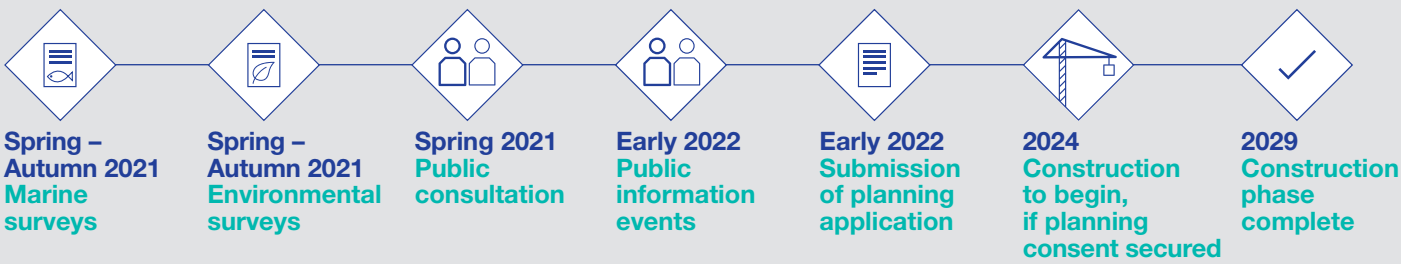 Spring –
Autumn 2021
Marine
surveys
Spring –
Autumn 2021
Environmental
surveys
Spring 2021
Public
consultation
Early 2022
Public
information
events
Early 2022
Submission
of planning
application
2024
Construction
to begin,
if planning
consent secured
2029
Construction
phase
complete